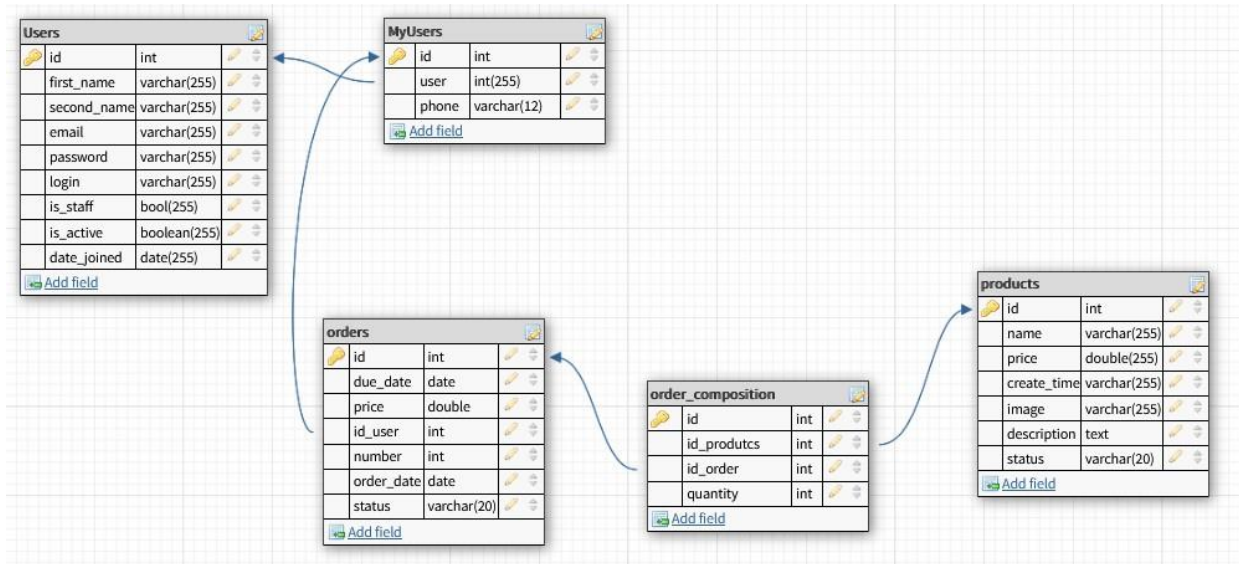 Users
id int
first_name varchar(255)
second_name varchar(255)
email varchar(255)
password varchar(255)
login varchar(255)
is_staff bool(255)
is_active boolean(255)
date_joined date(255)
Add field
MyUsers
id int
user int(255)
phone varchar(12)
Add field
orders
id int
due_date date
price double
id_user int
number int
order_date date
status varchar(20)
Add field
order_composition
id int
id_produtcs int
id_order int
quantity int
Add field
products
id int
name varchar(255)
price double(255)
create_time varchar(255)
image varchar(255)
description text
status varchar(20)
Add field